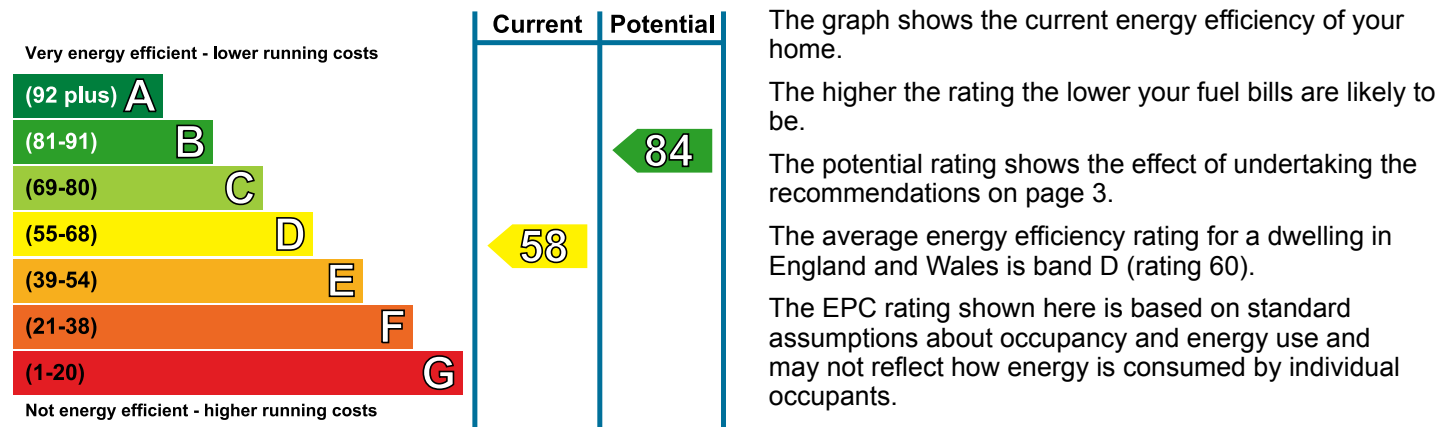 Current Potential
Very energy efficient - lower running costs
(92 plus) A
(81-91) B
84
(69-80) C
(55-68) D
58
(39-54) E
(21-38) F
(1-20) G
Not energy efficient - higher running costs
The graph shows the current energy efficiency of your
home.
The higher the rating the lower your fuel bills are likely to
be.
The potential rating shows the effect of undertaking the
recommendations on page 3.
The average energy efficiency rating for a dwelling in
England and Wales is band D (rating 60).
The EPC rating shown here is based on standard
assumptions about occupancy and energy use and
may not reflect how energy is consumed by individual
occupants.